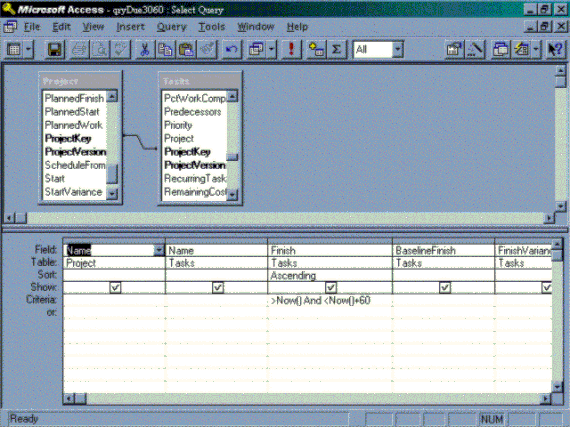 Microsoft Access - qryDue3060 : Select Query
File Edit View Insert Query Tools Window Help
All
Project
PlannedFinish
PlannedStart
PlannedWork
ProjectKey
ProjectVersion
ScheduleFrom
Start
StartVariance
Tasks
PctWorkComp
Predecessors
Priority
Project
ProjectKey
ProjectVersion
RecurringTask
RemainingCost
Field: Name Name Finish BaselineFinish FinishVarianc
Table: Project Tasks Tasks Tasks Tasks
Sort: Ascending
Show:
Criteria: >Now() And <Now()+60
or:
Ready NUM